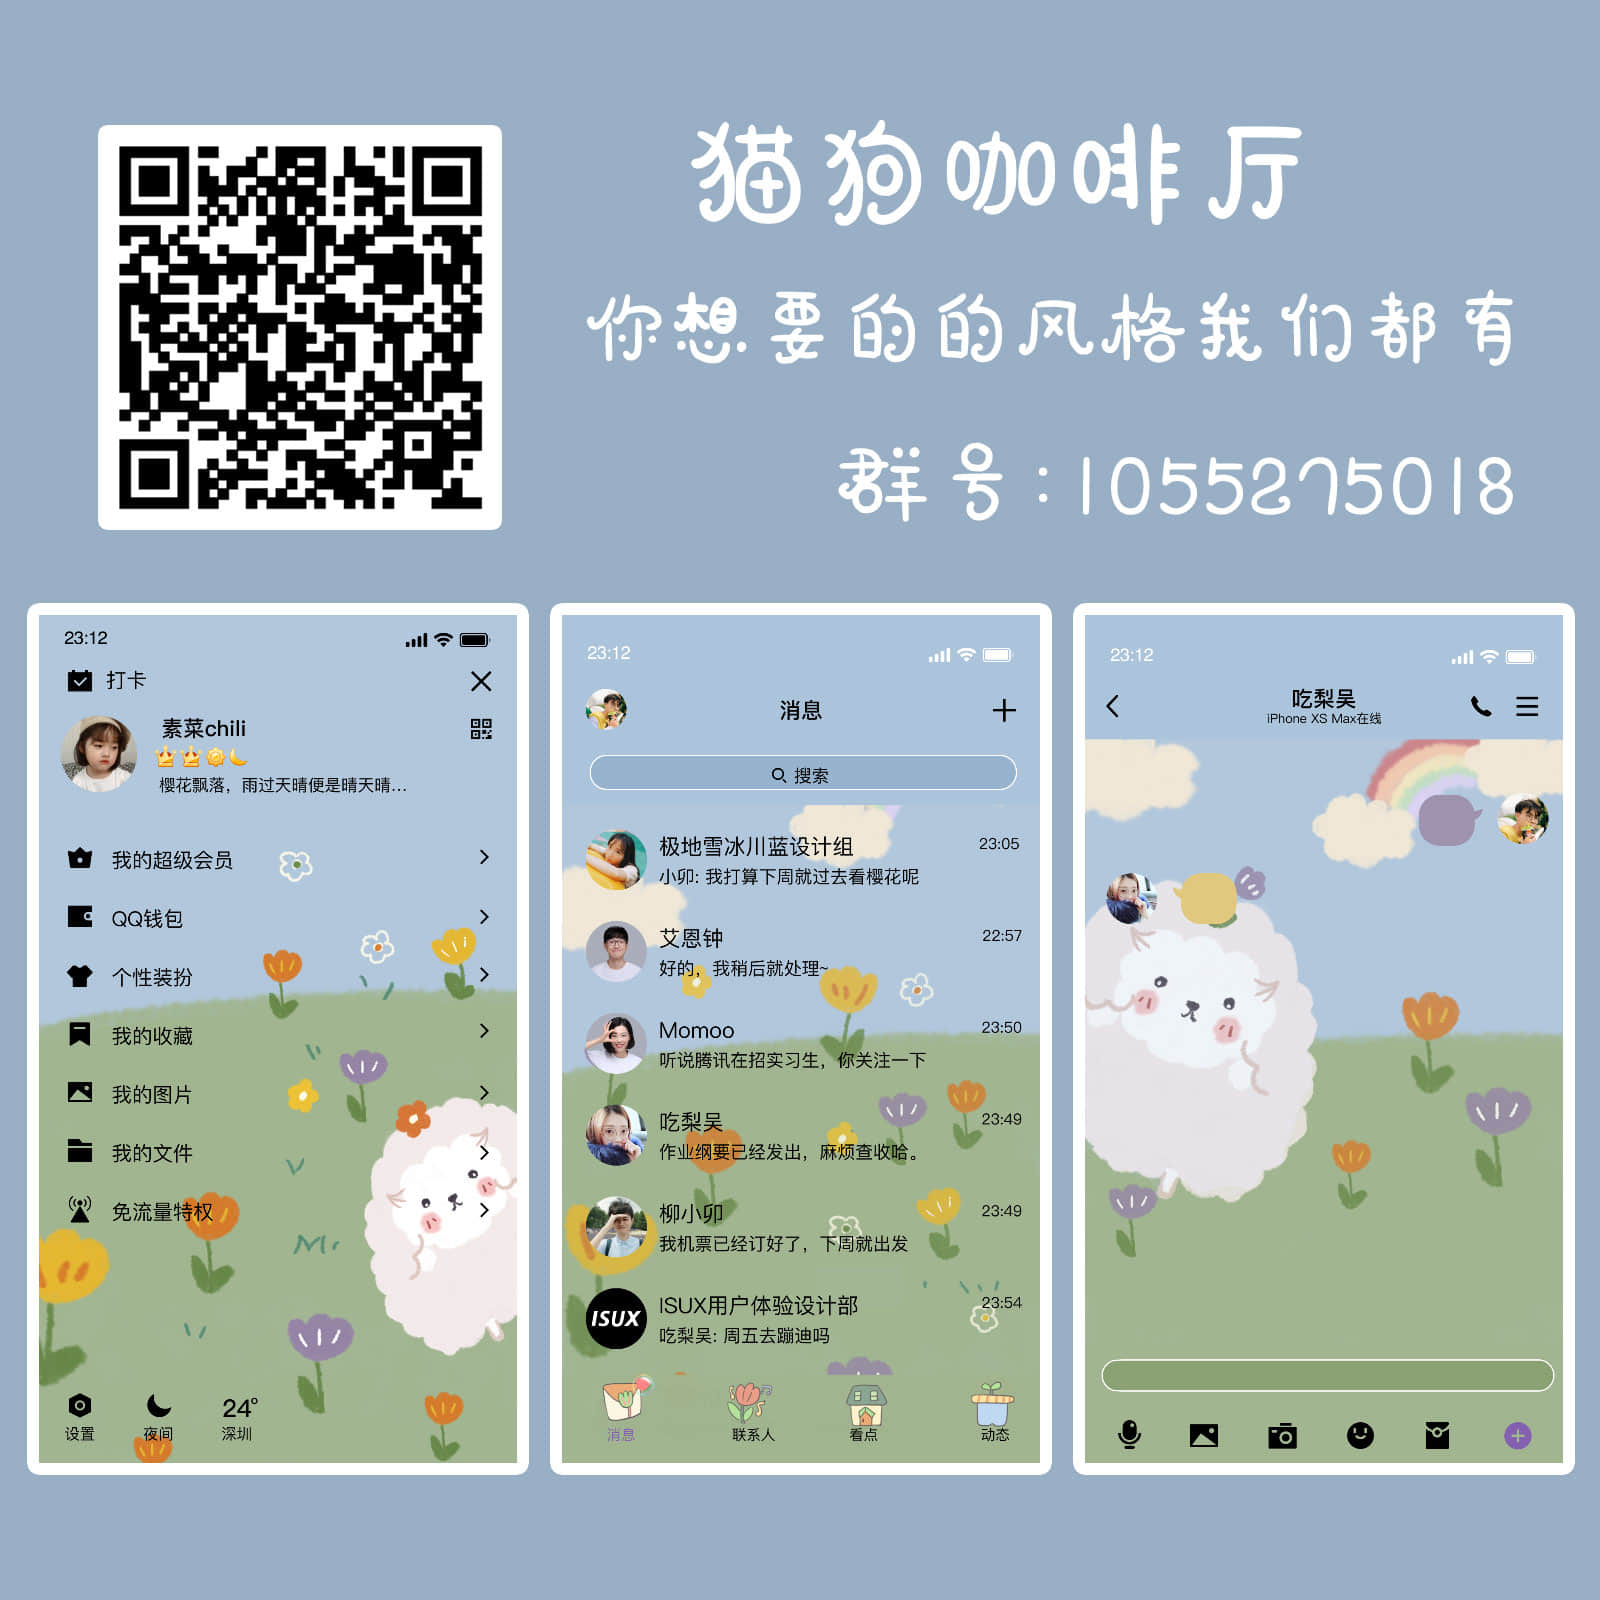 猫狗咖啡厅
你想要的的风格我们都有
群号:1055275018
23:12
打卡
素菜chili
樱花飘落，雨过天晴便是晴天晴...
我的超级会员
QQ钱包
个性装扮
我的收藏
我的图片
我的文件
免流量特权
24°
设置 夜间 深圳
23:12
消息
搜索
极地雪冰川蓝设计组 23:05
小卯: 我打算下周就过去看樱花呢
艾恩钟 22:57
好的，我稍后就处理~
Momoo 23:50
听说腾讯在招实习生，你关注一下
吃梨吴 23:49
作业纲要已经发出，麻烦查收哈。
柳小卯 23:49
我机票已经订好了，下周就出发
ISUX
ISUX用户体验设计部 23:54
吃梨吴: 周五去蹦迪吗
消息 联系人 看点 动态
23:12
吃梨吴
iPhone XS Max在线